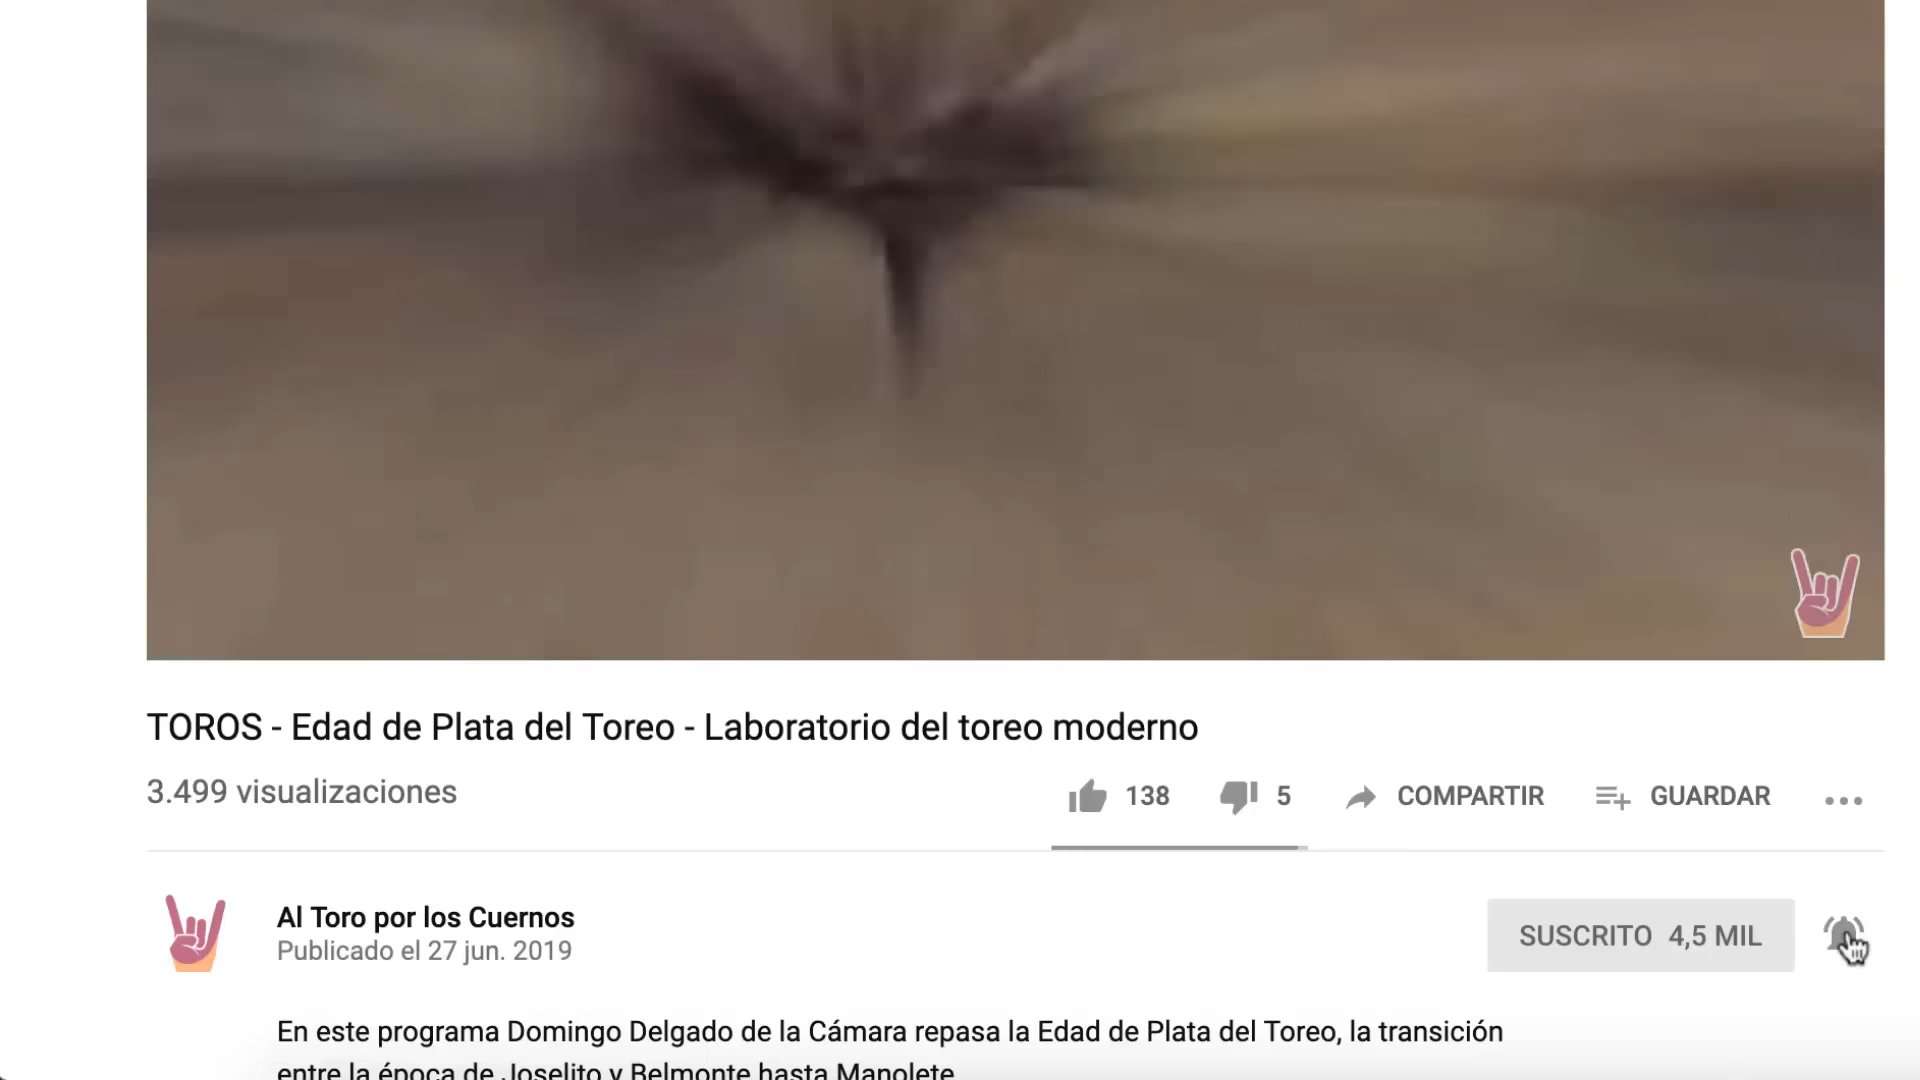 TOROS - Edad de Plata del Toreo - Laboratorio del toreo moderno
3.499 visualizaciones
138
5
COMPARTIR
GUARDAR
Al Toro por los Cuernos
SUSCRITO 4,5 MIL
Publicado el 27 jun. 2019
En este programa Domingo Delgado de la Cámara repasa la Edad de Plata del Toreo, la transición
entre la época de Joselito y Belmonte hasta Manolete